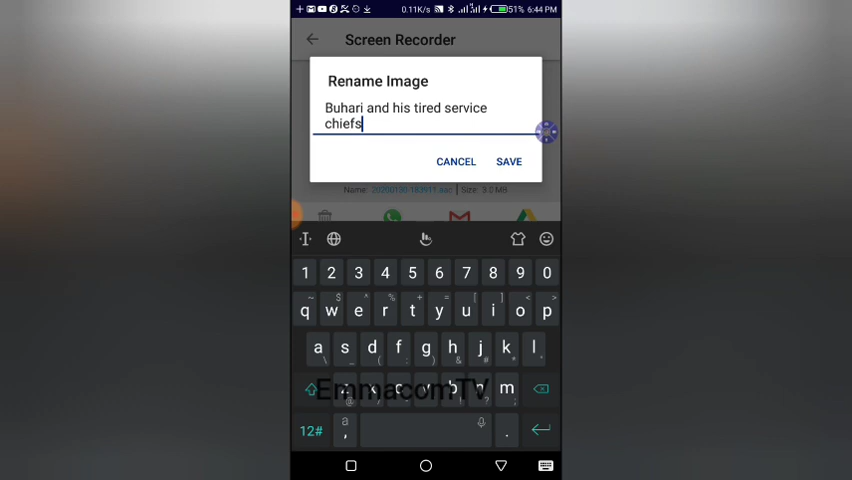 0.11K/s 51% 6:44 PM
Screen Recorder
Rename Image
Buhari and his tired service
chiefs
CANCEL SAVE
Name: 20200130-183911.aac Size: 3.0 MB
1 2 3 4 5 6 7 8 9 0
q w e r t y u i o p
a s d f g h j k l
z x c v b n m
EmmacomTV
12# , .